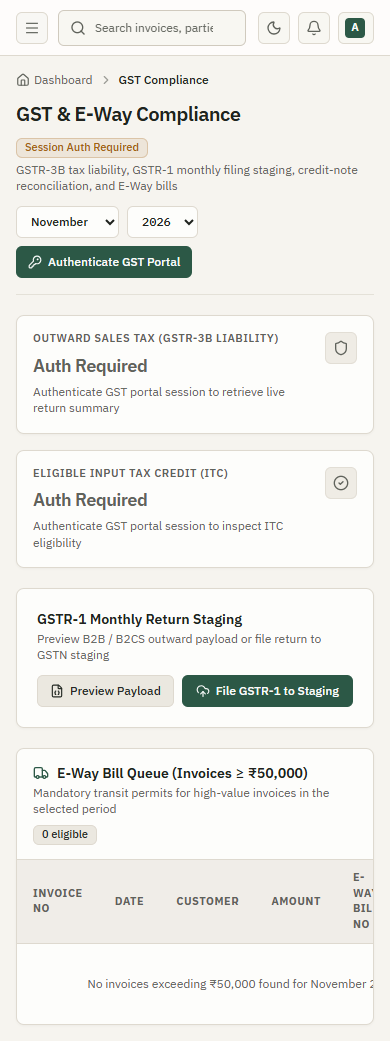 Search invoices, partie
A
Dashboard > GST Compliance
GST & E-Way Compliance
Session Auth Required
GSTR-3B tax liability, GSTR-1 monthly filing staging, credit-note
reconciliation, and E-Way bills
November 2026
Authenticate GST Portal
OUTWARD SALES TAX (GSTR-3B LIABILITY)
Auth Required
Authenticate GST portal session to retrieve live
return summary
ELIGIBLE INPUT TAX CREDIT (ITC)
Auth Required
Authenticate GST portal session to inspect ITC
eligibility
GSTR-1 Monthly Return Staging
Preview B2B / B2CS outward payload or file return to
GSTN staging
Preview Payload File GSTR-1 to Staging
E-Way Bill Queue (Invoices ≥ ₹50,000)
Mandatory transit permits for high-value invoices in the
selected period
0 eligible
INVOICE NO DATE CUSTOMER AMOUNT E-WAY BILL NO
No invoices exceeding ₹50,000 found for November 2